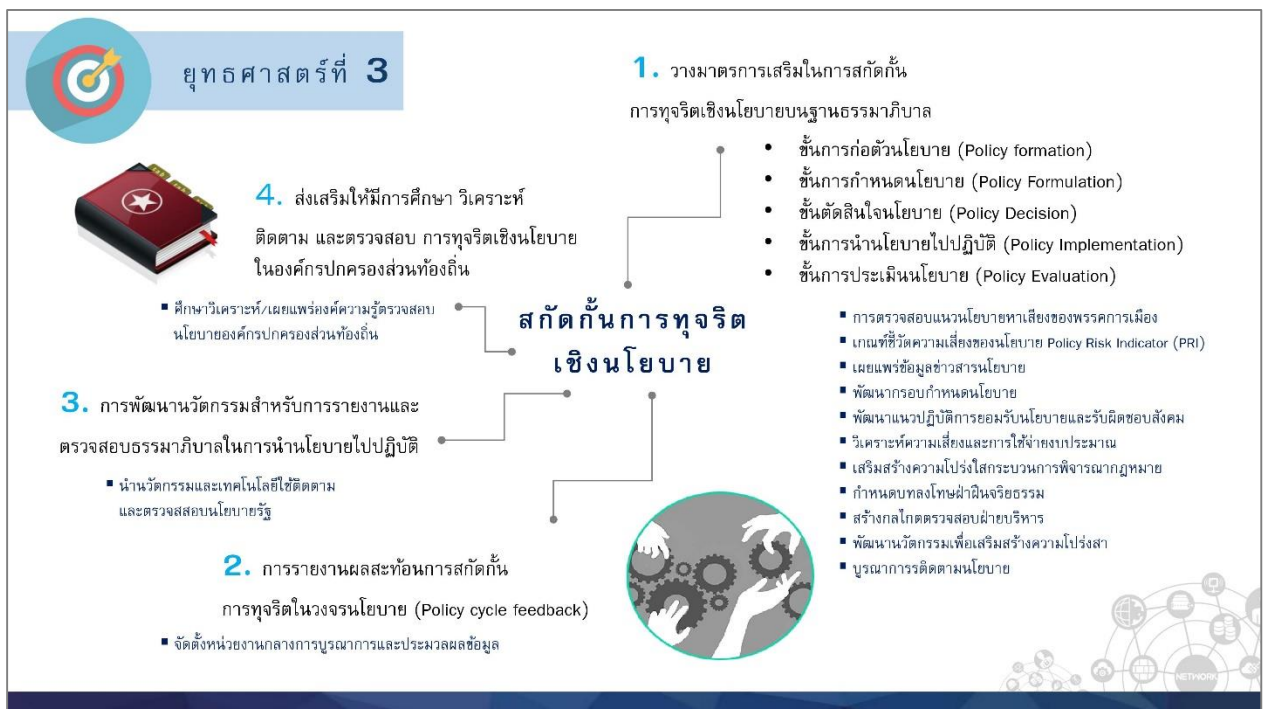 ยุทธศาสตร์ที่ 3
1. วางมาตรการเสริมในการสกัดกั้น
การทุจริตเชิงนโยบายบนฐานธรรมาภิบาล
• ขั้นการก่อตัวนโยบาย (Policy formation)
• ขั้นการกำหนดนโยบาย (Policy Formulation)
• ขั้นตัดสินใจนโยบาย (Policy Decision)
• ขั้นการนำนโยบายไปปฏิบัติ (Policy Implementation)
• ขั้นการประเมินนโยบาย (Policy Evaluation)
▪ การตรวจสอบแนวนโยบายหาเสียงของพรรคการเมือง
▪ เกณฑ์ชี้วัดความเสี่ยงของนโยบาย Policy Risk Indicator (PRI)
▪ เผยแพร่ข้อมูลข่าวสารนโยบาย
▪ พัฒนากรอบกำหนดนโยบาย
▪ พัฒนาแนวปฏิบัติการยอมรับนโยบายและรับผิดชอบสังคม
▪ วิเคราะห์ความเสี่ยงและการใช้จ่ายงบประมาณ
▪ เสริมสร้างความโปร่งใสกระบวนการพิจารณากฎหมาย
▪ กำหนดบทลงโทษฝ่าฝืนจริยธรรม
▪ สร้างกลไกตตรวจสอบฝ่ายบริหาร
▪ พัฒนานวัตกรรมเพื่อเสริมสร้างความโปร่งสา
▪ บูรณาการรติดตามนโยบาย
4. ส่งเสริมให้มีการศึกษา วิเคราะห์
ติดตาม และตรวจสอบ การทุจริตเชิงนโยบาย
ในองค์กรปกครองส่วนท้องถิ่น
▪ ศึกษาวิเคราะห์/เผยแพร่องค์ความรู้ตรวจสอบ
นโยบายองค์กรปกครองส่วนท้องถิ่น
สกัดกั้นการทุจริต
เชิงนโยบาย
3. การพัฒนานวัตกรรมสำหรับการรายงานและ
ตรวจสอบธรรมาภิบาลในการนำนโยบายไปปฏิบัติ
▪ นำนวัตกรรมและเทคโนโลยีใช้ติดตาม
และตรวจสสอบนโยบายรัฐ
2. การรายงานผลสะท้อนการสกัดกั้น
การทุจริตในวงจรนโยบาย (Policy cycle feedback)
▪ จัดตั้งหน่วยงานกลางการบูรณาการและประมวลผลข้อมูล
NETWORK